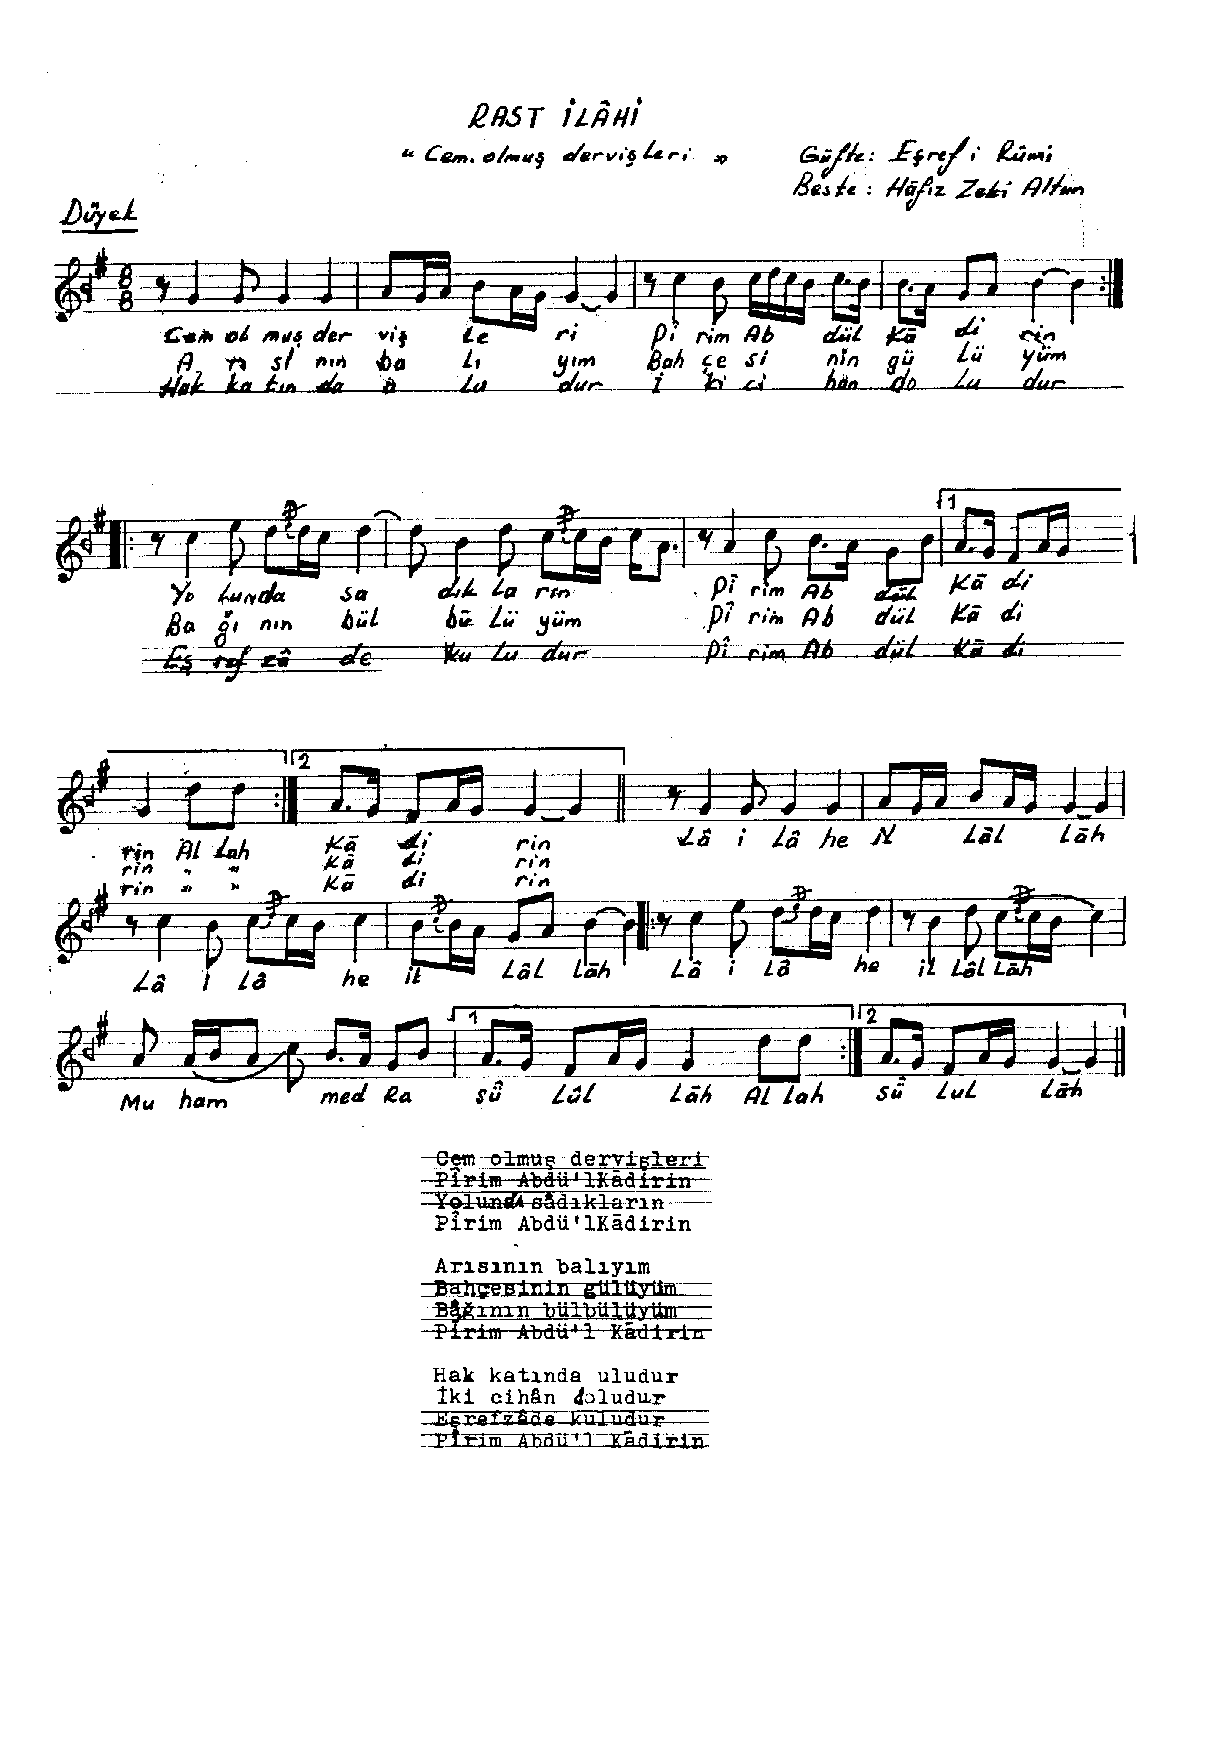 RAST İLÂHİ
" Cem. olmuş dervişleri "
Güfte: Eşref i Rûmi
Beste: Hâfız Zeki Altun
Düyek
8
8
Cem ol muş der viş le ri Pî rim Ab dül Kâ di rin
A rı sı nın ba lı yım Bah çe si nin gü lü yüm
Hak ka tın da u lu dur İ ki ci hân do lu dur
1
Yo lunda sa dık la rın Pî rim Ab dül Kâ di
Ba ğı nın bül bü lü yüm Pî rim Ab dül Kâ di
Eş ref zâ de ku lu dur Pî rim Ab dül Kâ di
2
rin Al lah Kâ di rin Lâ i lâ he il lâl lâh
rin " " Kâ di rin
rin " " Kâ di rin
Lâ i lâ he il lâl lâh Lâ i lâ he il lâl lâh
1 2
Mu ham med Ra sû lûl lâh Al lah sû lul lâh
Cem olmuş dervişleri
Pîrim Abdü'lKâdirin
Yolunda sâdıkların
Pîrim Abdü'lKâdirin
Arısının balıyım
Bahçesinin gülüyüm
Bâğının bülbülüyüm
Pîrim Abdü'l Kâdirin
Hak katında uludur
İki cihân doludur
Eşrefzâde kuludur
Pîrim Abdü'l Kâdirin